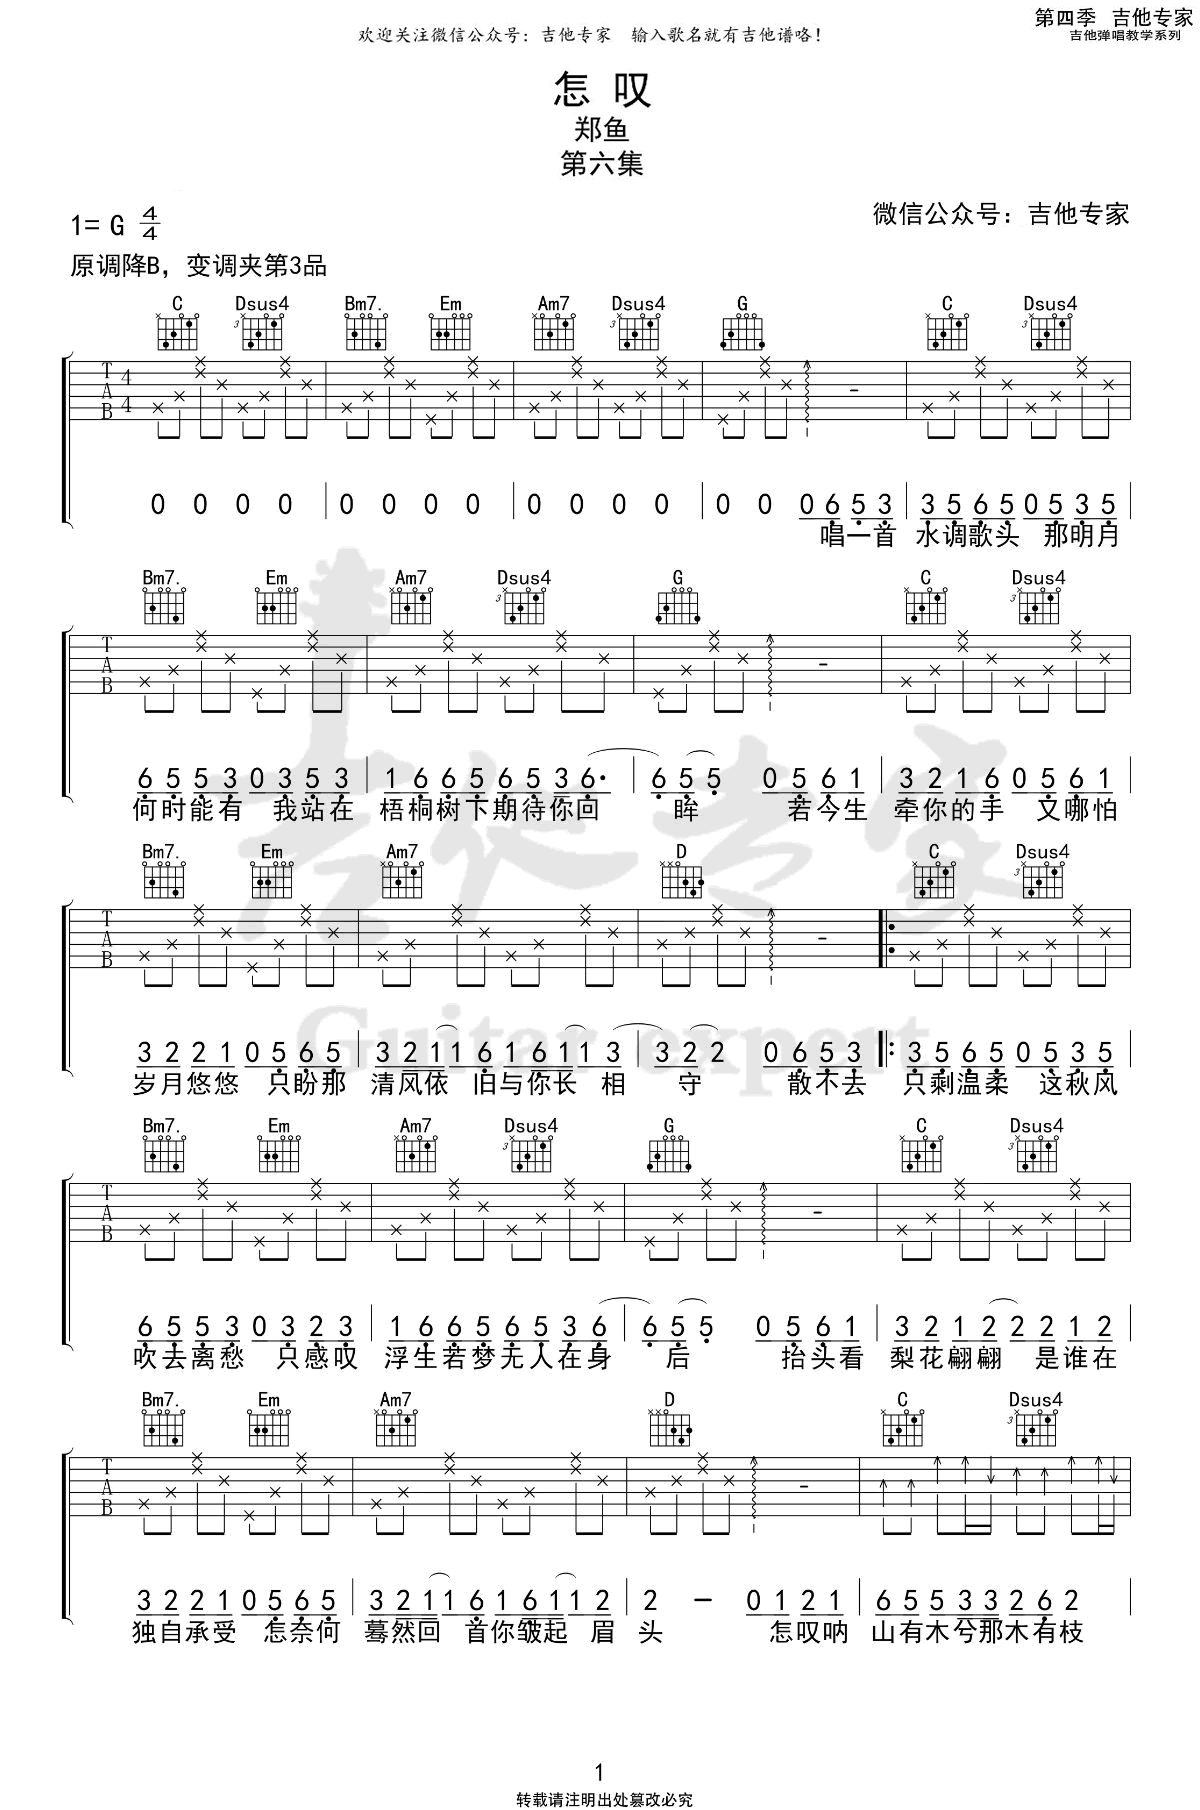 第四季 吉他专家
吉他弹唱教学系列
欢迎关注微信公众号：吉他专家 输入歌名就有吉他谱咯！
怎叹
郑鱼
第六集
1= G 4/4
微信公众号：吉他专家
原调降B，变调夹第3品
C Dsus4 Bm7. Em Am7 Dsus4 G C Dsus4
T A B 4 4
0 0 0 0 | 0 0 0 0 | 0 0 0 0 | 0 0 0 6 5 3 | 3 5 6 5 0 5 3 5 |
唱一首 水调歌头 那明月
Bm7. Em Am7 Dsus4 G C Dsus4
T A B
6 5 5 3 0 3 5 3 | 1 6 6 5 6 5 3 6· | 6 5 5 0 5 6 1 | 3 2 1 6 0 5 6 1 |
何时能有 我站在 梧桐树下期待你回 眸 若今生 牵你的手 又哪怕
Bm7. Em Am7 D C Dsus4
T A B
3 2 2 1 0 5 6 5 | 3 2 1 1 6 1 6 1 1 3 | 3 2 2 0 6 5 3 |: 3 5 6 5 0 5 3 5 |
岁月悠悠 只盼那 清风依 旧与你长 相 守 散不去 只剩温柔 这秋风
吉他专家
Guitar expert
Bm7. Em Am7 Dsus4 G C Dsus4
T A B
6 5 5 3 0 3 2 3 | 1 6 6 5 6 5 3 6 | 6 5 5 0 5 6 1 | 3 2 1 2 2 2 1 2 |
吹去离愁 只感叹 浮生若梦无人在身 后 抬头看 梨花翩翩 是谁在
Bm7. Em Am7 D C Dsus4
T A B
3 2 2 1 0 5 6 5 | 3 2 1 1 6 1 6 1 1 2 | 2 – 0 1 2 1 | 6 5 5 3 3 2 6 2 |
独自承受 怎奈何 蓦然回 首你皱起 眉 头 怎叹呐 山有木兮那木有枝
1
转载请注明出处篡改必究